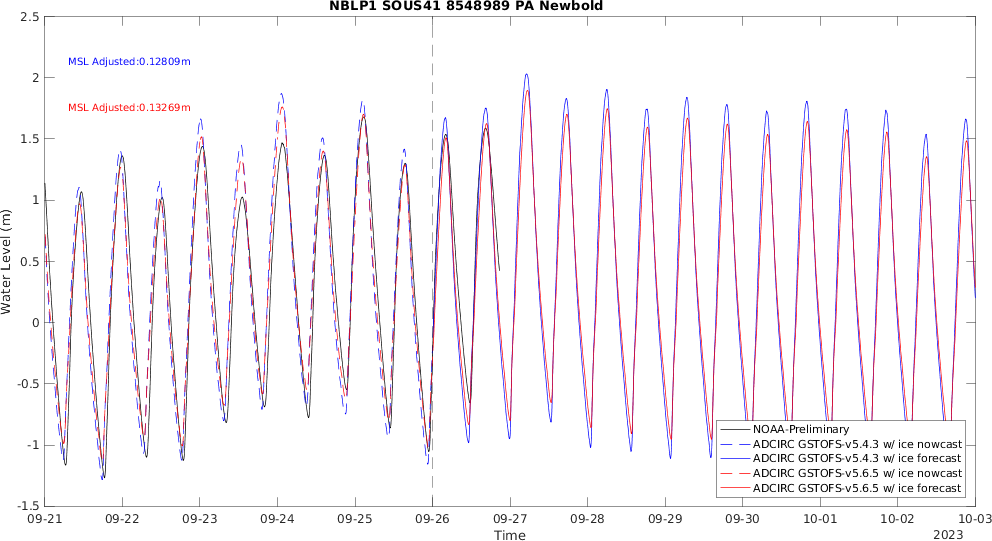 NBLP1 SOUS41 8548989 PA Newbold
MSL Adjusted:0.12809m
MSL Adjusted:0.13269m
Water Level (m)
2.5
2
1.5
1
0.5
0
-0.5
-1
-1.5
NOAA-Preliminary
ADCIRC GSTOFS-v5.4.3 w/ ice nowcast
ADCIRC GSTOFS-v5.4.3 w/ ice forecast
ADCIRC GSTOFS-v5.6.5 w/ ice nowcast
ADCIRC GSTOFS-v5.6.5 w/ ice forecast
09-21 09-22 09-23 09-24 09-25 09-26 09-27 09-28 09-29 09-30 10-01 10-02 10-03
Time
2023